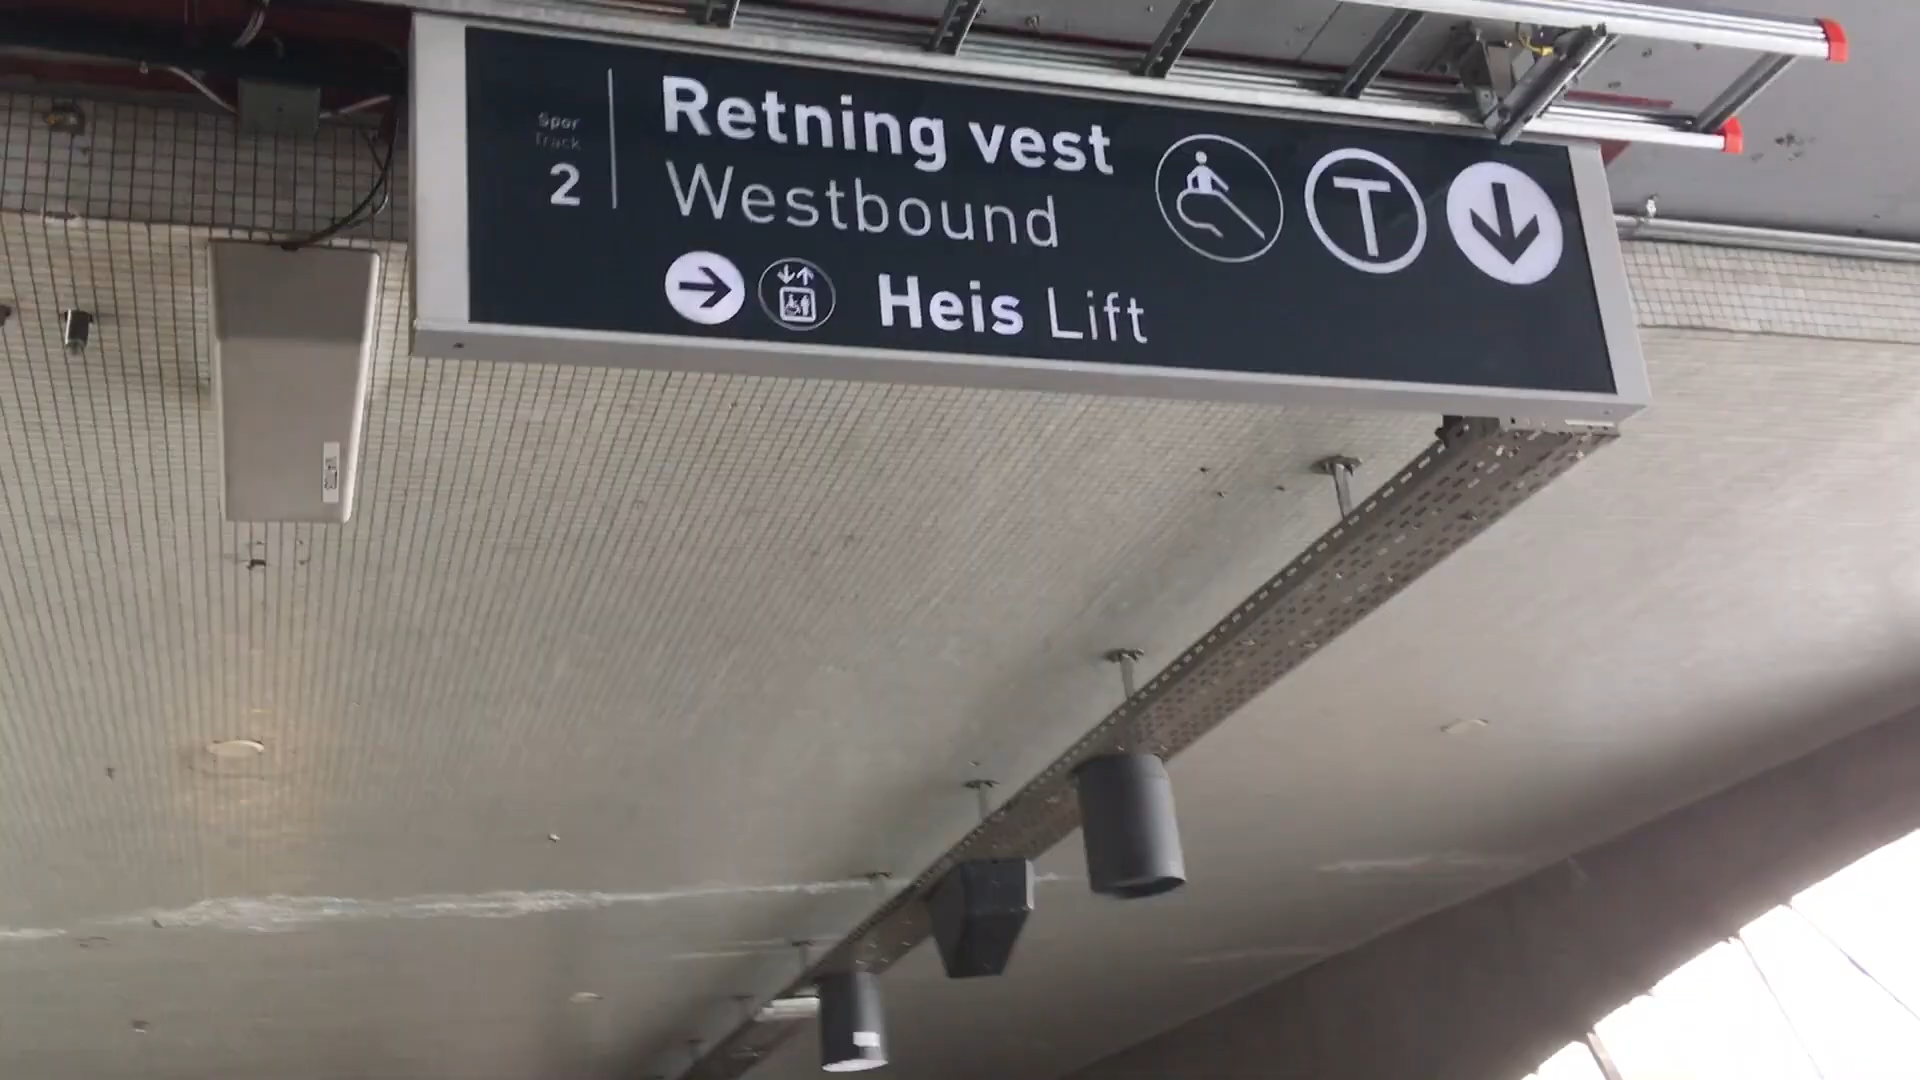 Spor
Track
2
Retning vest
Westbound
T
Heis Lift